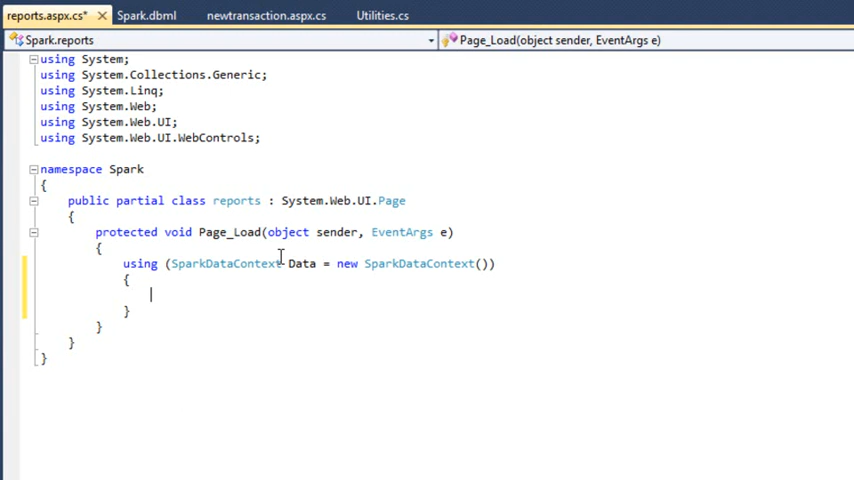 reports.aspx.cs* Spark.dbml newtransaction.aspx.cs Utilities.cs
Spark.reports Page_Load(object sender, EventArgs e)
using System;
using System.Collections.Generic;
using System.Linq;
using System.Web;
using System.Web.UI;
using System.Web.UI.WebControls;
namespace Spark
{
public partial class reports : System.Web.UI.Page
{
protected void Page_Load(object sender, EventArgs e)
{
using (SparkDataContext Data = new SparkDataContext())
{
}
}
}
}